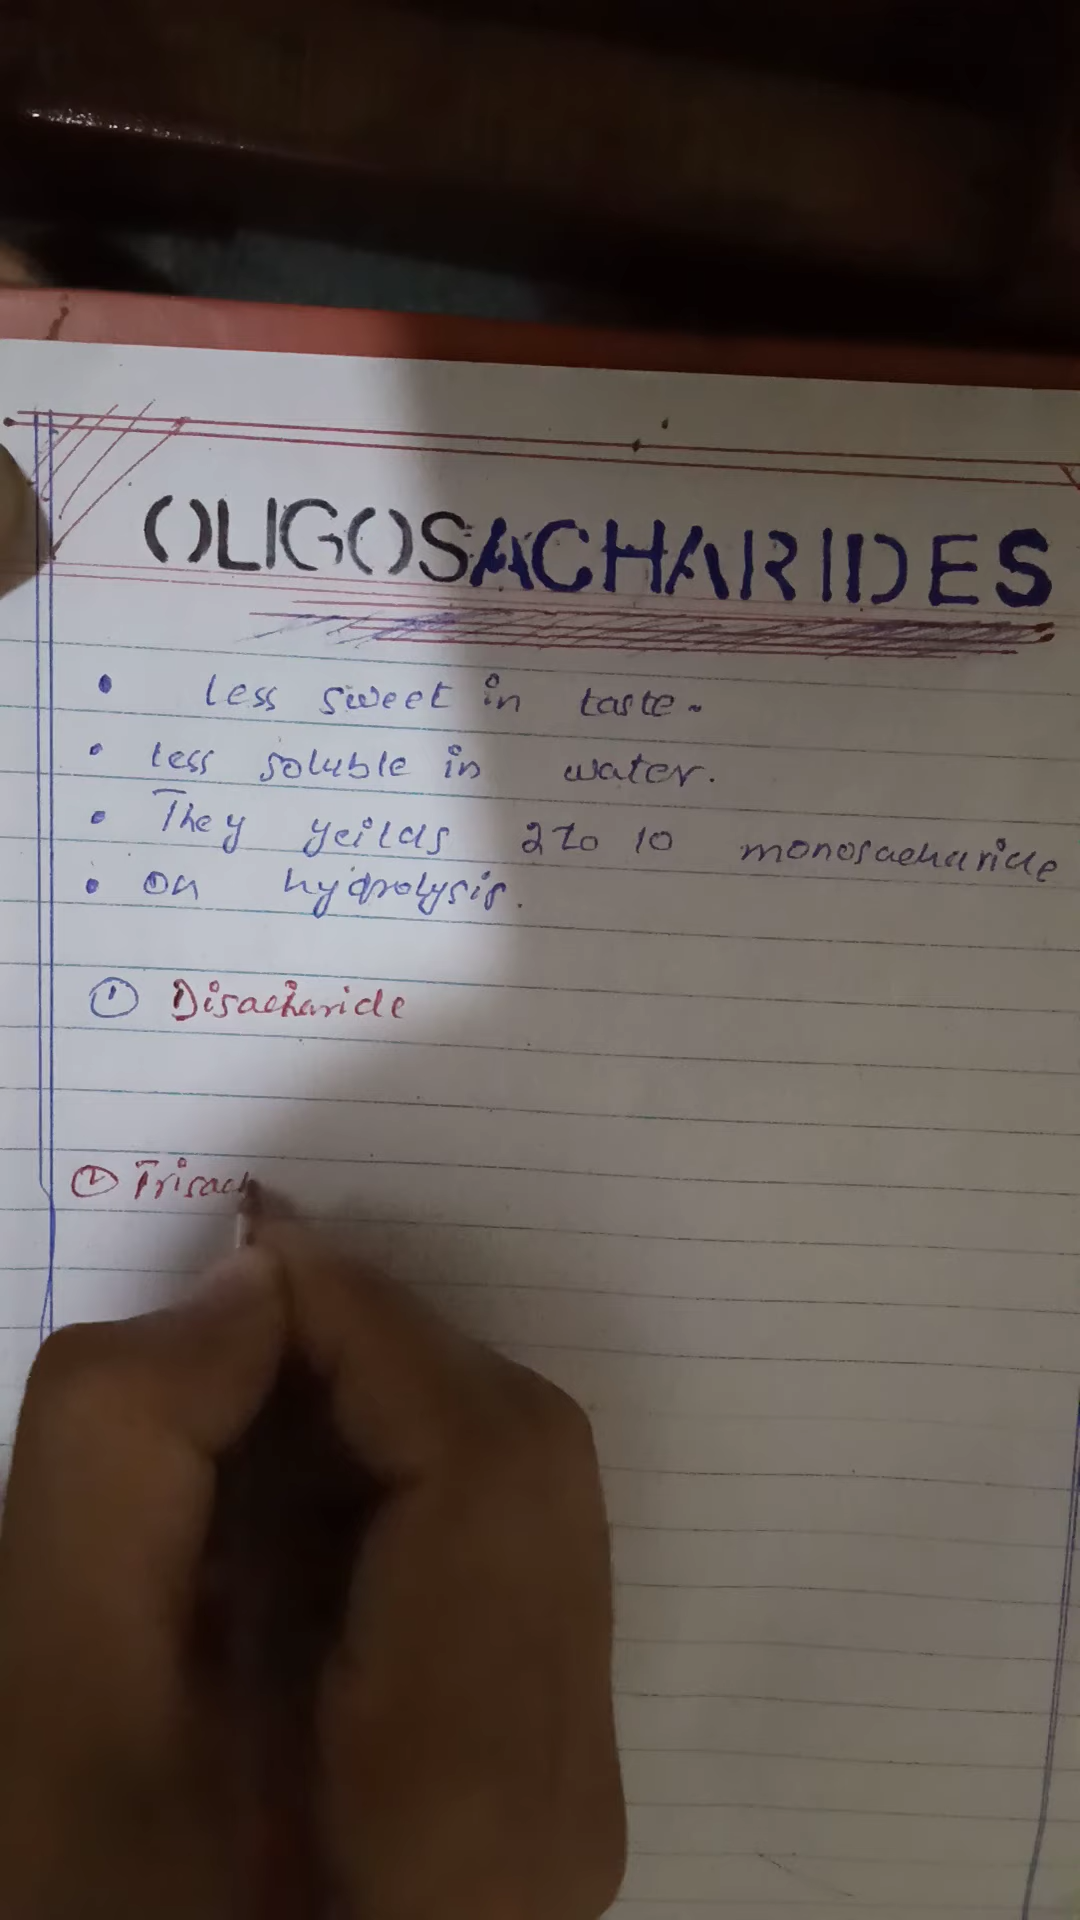 OLIGOSACHARIDES
• Less sweet in taste.
• less soluble in water.
• They yeilds 2 to 10 monosacharide
• on hydrolysis.
① Disacharide
② Trisach